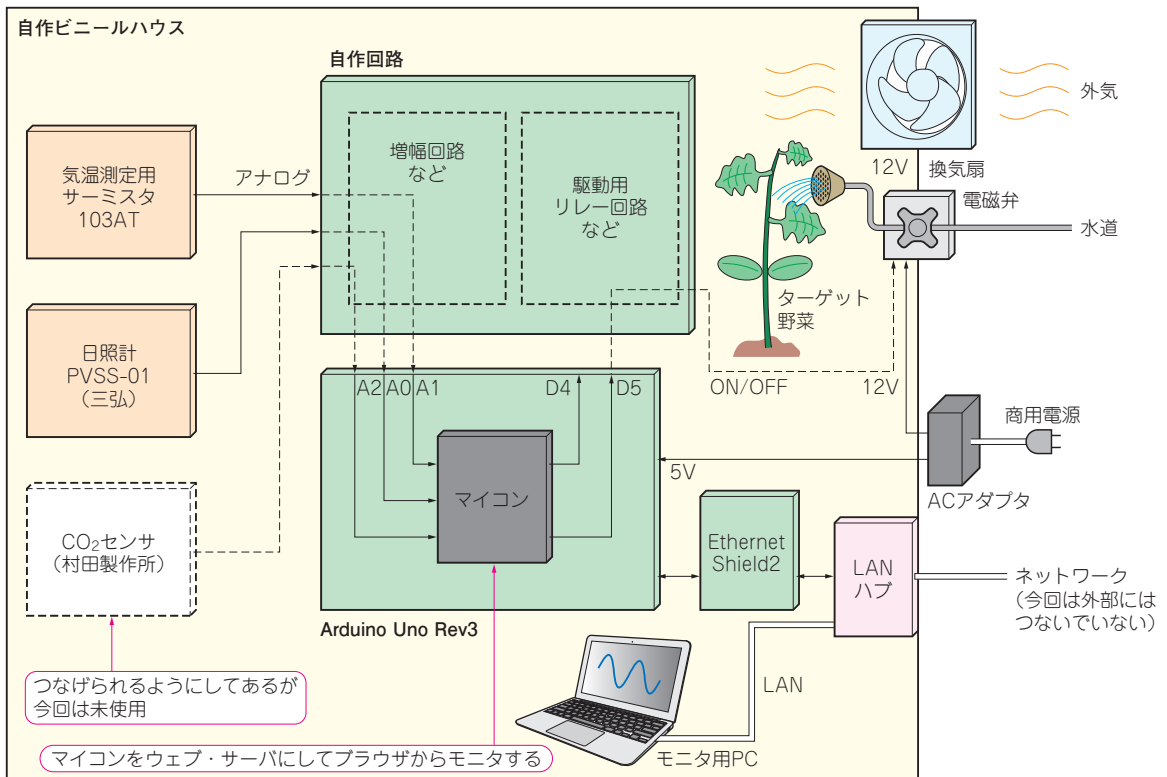 自作ビニールハウス
自作回路
増幅回路
など
駆動用
リレー回路
など
気温測定用
サーミスタ
103AT
アナログ
日照計
PVSS-01
(三弘)
CO₂センサ
(村田製作所)
つなげられるようにしてあるが
今回は未使用
A2 A0 A1
D4
D5
マイコン
Arduino Uno Rev3
マイコンをウェブ・サーバにしてブラウザからモニタする
12V
換気扇
外気
電磁弁
水道
ターゲット
野菜
ON/OFF
12V
商用電源
5V
ACアダプタ
Ethernet
Shield2
LAN
ハブ
ネットワーク
(今回は外部には
つないでいない)
LAN
モニタ用PC